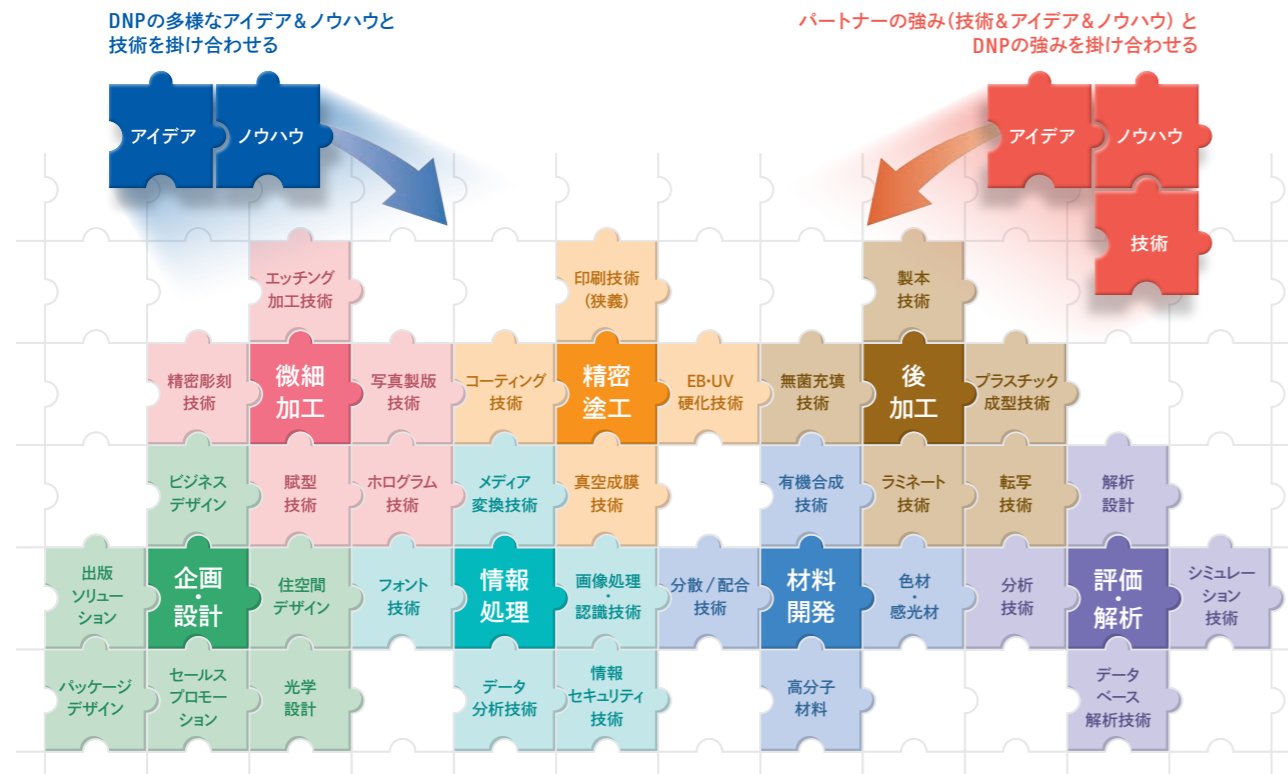 DNPの多様なアイデア&ノウハウと
技術を掛け合わせる
パートナーの強み(技術&アイデア&ノウハウ) と
DNPの強みを掛け合わせる
アイデア
ノウハウ
アイデア
ノウハウ
技術
エッチング
加工技術
印刷技術
(狭義)
製本
技術
精密彫刻
技術
微細
加工
写真製版
技術
コーティング
技術
精密
塗工
EB・UV
硬化技術
無菌充填
技術
後
加工
プラスチック
成型技術
ビジネス
デザイン
賦型
技術
ホログラム
技術
メディア
変換技術
真空成膜
技術
有機合成
技術
ラミネート
技術
転写
技術
解析
設計
出版
ソリュー
ション
企画
・
設計
住空間
デザイン
フォント
技術
情報
処理
画像処理
・
認識技術
分散/配合
技術
材料
開発
色材
・
感光材
分析
技術
評価
・
解析
シミュレー
ション
技術
パッケージ
デザイン
セールス
プロモー
ション
光学
設計
データ
分析技術
情報
セキュリティ
技術
高分子
材料
データ
ベース
解析技術